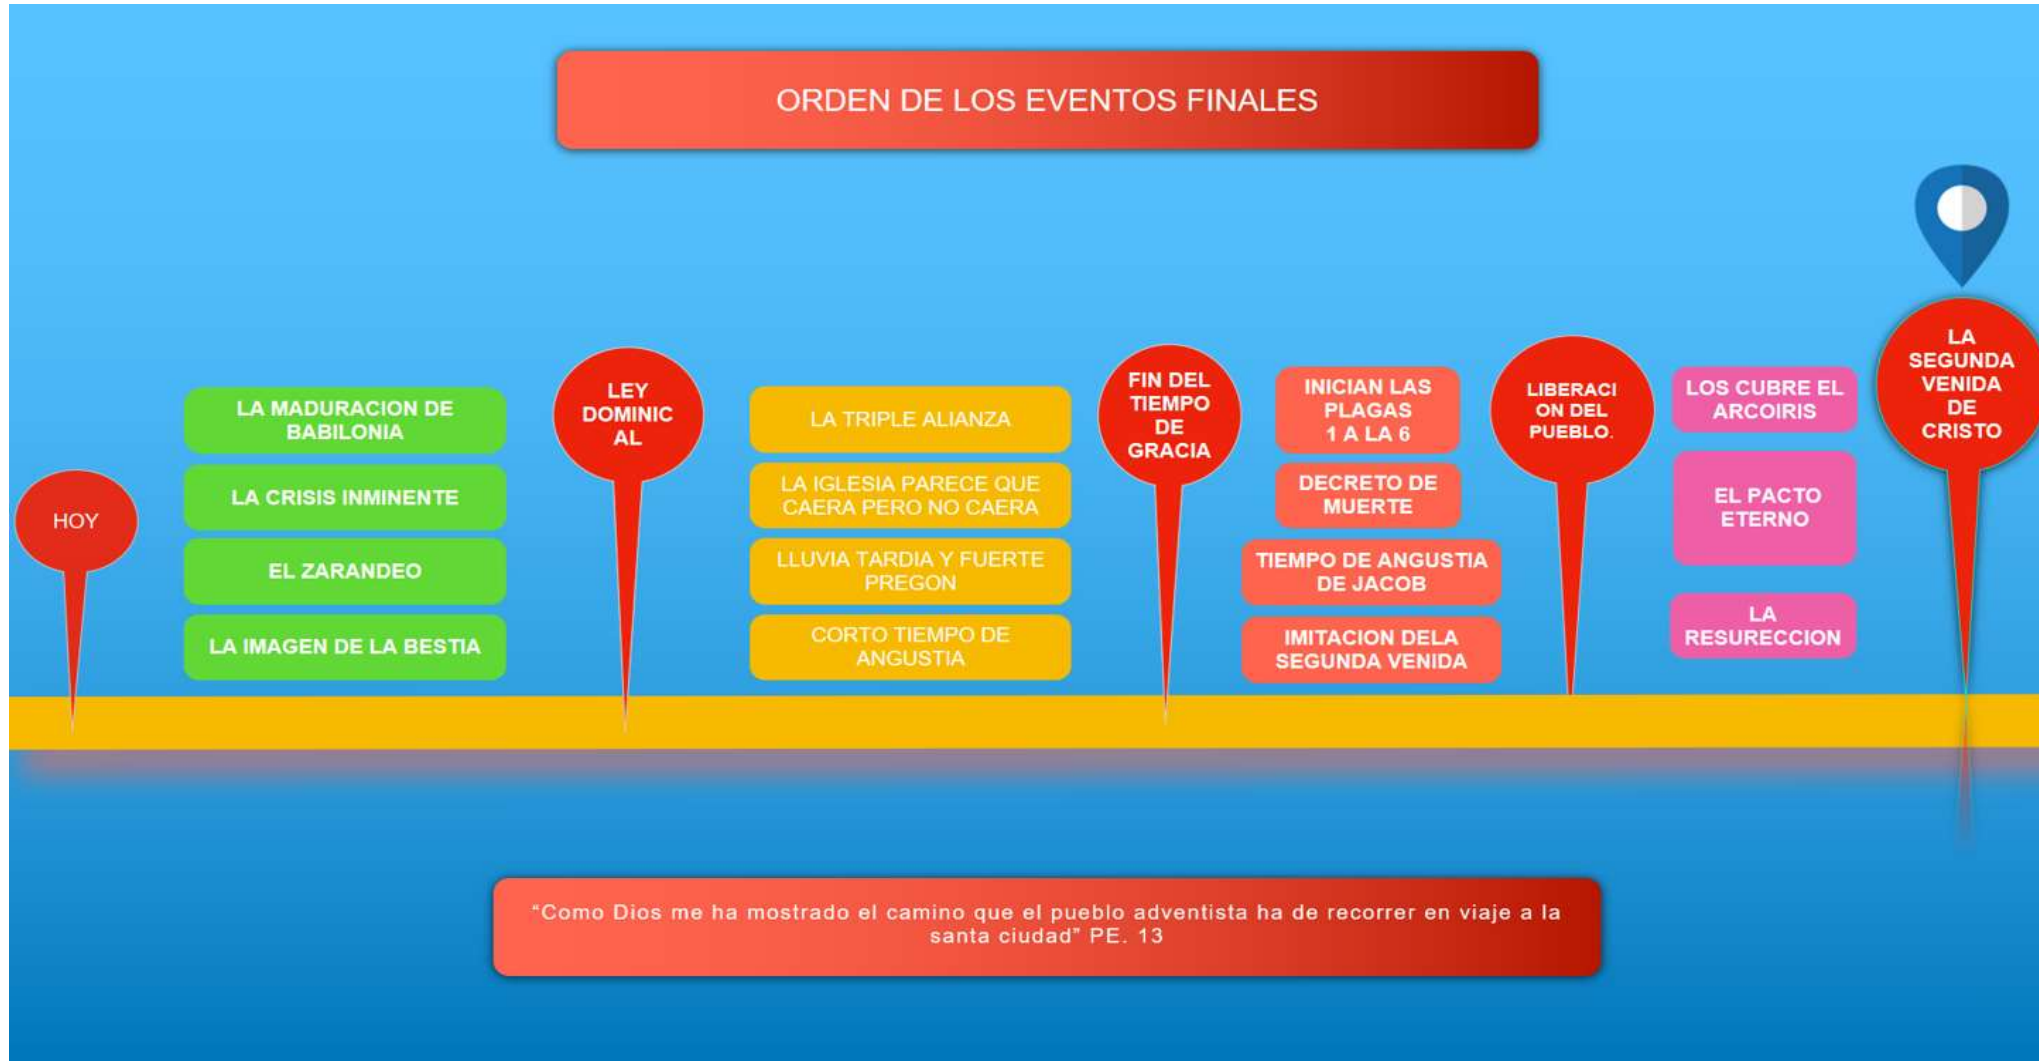 ORDEN DE LOS EVENTOS FINALES
HOY
LA MADURACION DE
BABILONIA
LA CRISIS INMINENTE
EL ZARANDEO
LA IMAGEN DE LA BESTIA
LEY
DOMINIC
AL
LA TRIPLE ALIANZA
LA IGLESIA PARECE QUE
CAERA PERO NO CAERA
LLUVIA TARDIA Y FUERTE
PREGON
CORTO TIEMPO DE
ANGUSTIA
FIN DEL
TIEMPO
DE
GRACIA
INICIAN LAS
PLAGAS
1 A LA 6
DECRETO DE
MUERTE
TIEMPO DE ANGUSTIA
DE JACOB
IMITACION DELA
SEGUNDA VENIDA
LIBERACI
ON DEL
PUEBLO.
LOS CUBRE EL
ARCOIRIS
EL PACTO
ETERNO
LA
RESURECCION
LA
SEGUNDA
VENIDA
DE
CRISTO
“Como Dios me ha mostrado el camino que el pueblo adventista ha de recorrer en viaje a la
santa ciudad” PE. 13